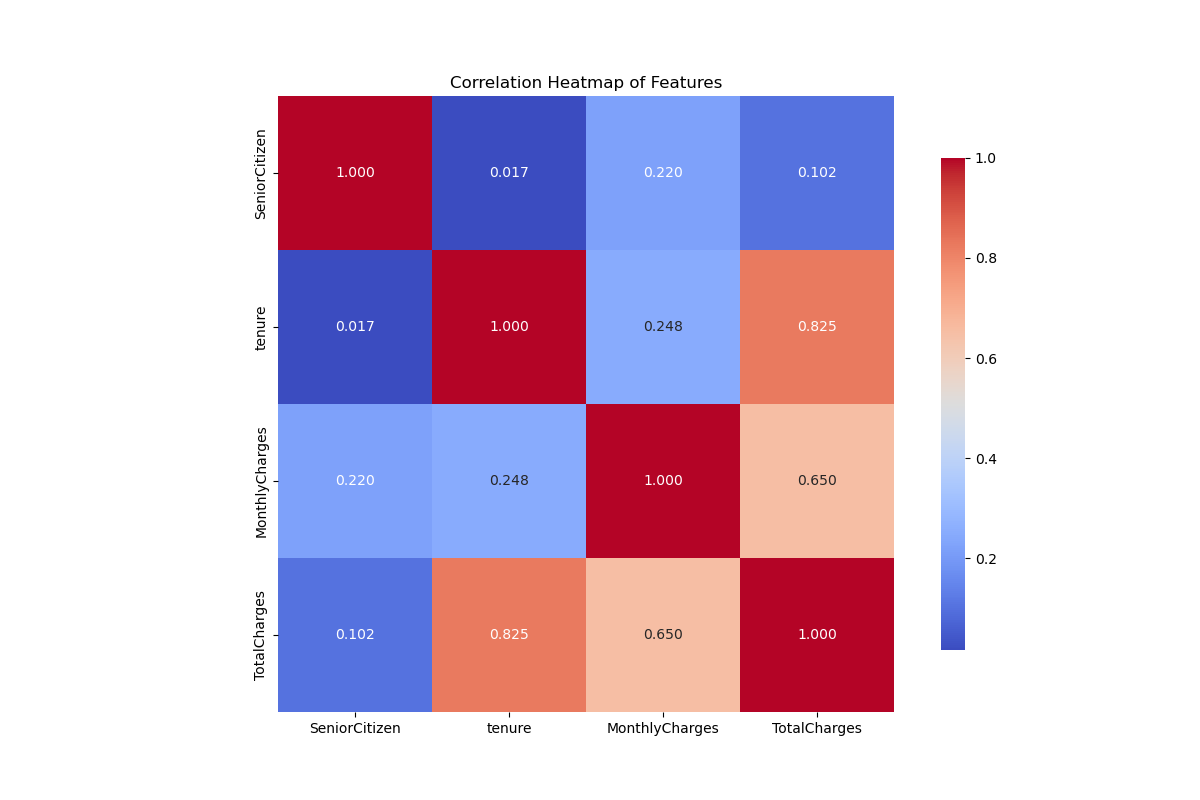 Correlation Heatmap of Features
SeniorCitizen
1.000 0.017 0.220 0.102
tenure
0.017 1.000 0.248 0.825
MonthlyCharges
0.220 0.248 1.000 0.650
TotalCharges
0.102 0.825 0.650 1.000
SeniorCitizen tenure MonthlyCharges TotalCharges
1.0
0.8
0.6
0.4
0.2